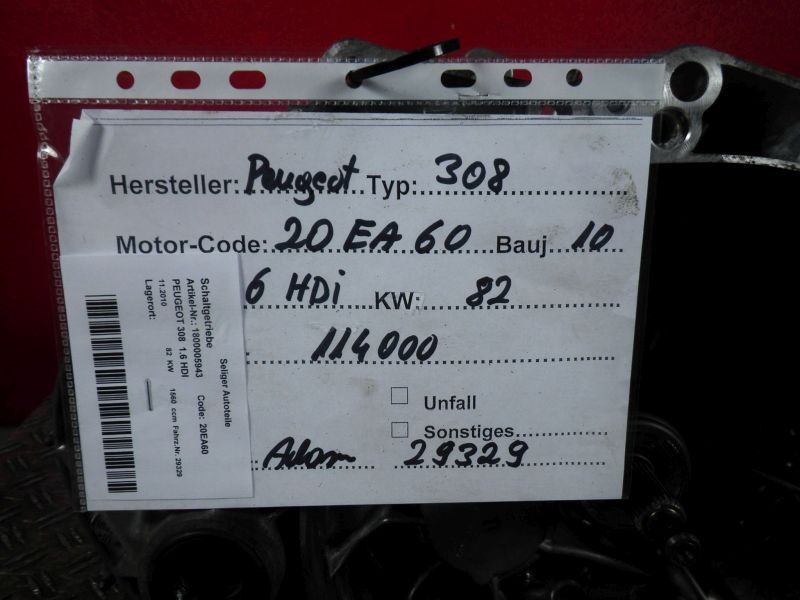 Hersteller: Peugeot Typ: 308
Motor-Code: 20 EA 60 Bauj 10
6 HDi KW: 82
114000
Unfall
Sonstiges
29329
Seliger Autoteile
Schaltgetriebe
Artikel-Nr.: 1800005943 Code: 20EA60
PEUGEOT 308 1,6 HDI
11.2010 82 KW 1560 ccm Fahrz.Nr. 29329
Lagerort: